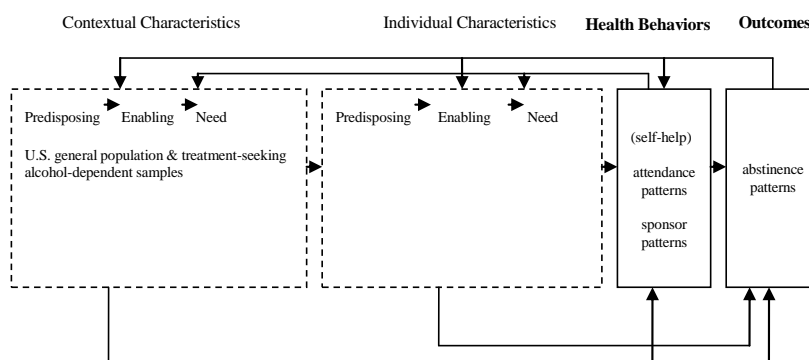 Contextual Characteristics
Individual Characteristics
Health Behaviors
Outcomes
Predisposing Enabling Need
U.S. general population & treatment-seeking
alcohol-dependent samples
Predisposing Enabling Need
(self-help)
attendance
patterns
sponsor
patterns
abstinence
patterns